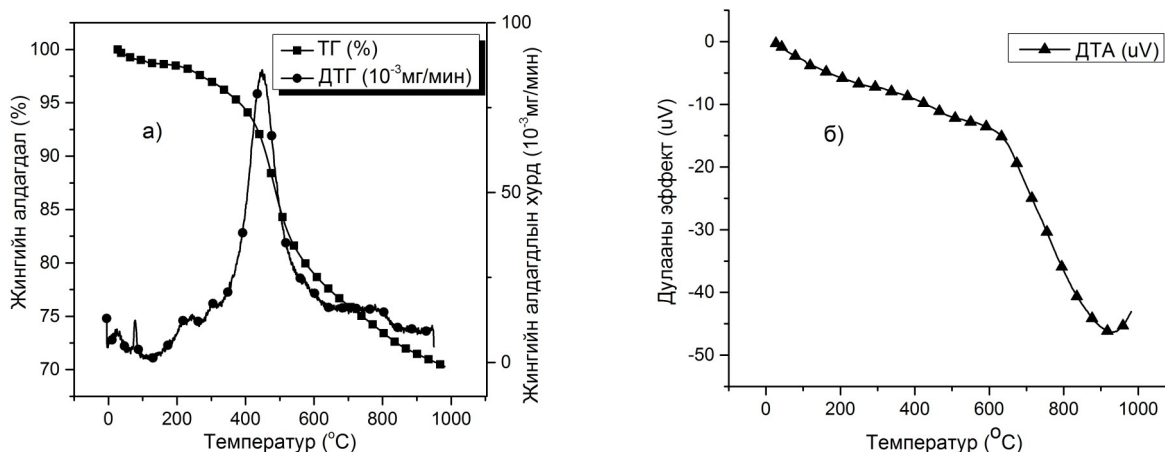 100
95
90
85
80
75
70
Жингийн алдагдал (%)
0
200
400
600
800
1000
Температур (°C)
а)
ТГ (%)
ДТГ (10⁻³мг/мин)
100
50
0
Жингийн алдагдлын хурд (10⁻³мг/мин)
0
-10
-20
-30
-40
-50
Дулааны эффект (uV)
0
200
400
600
800
1000
Температур (°C)
б)
ДТА (uV)